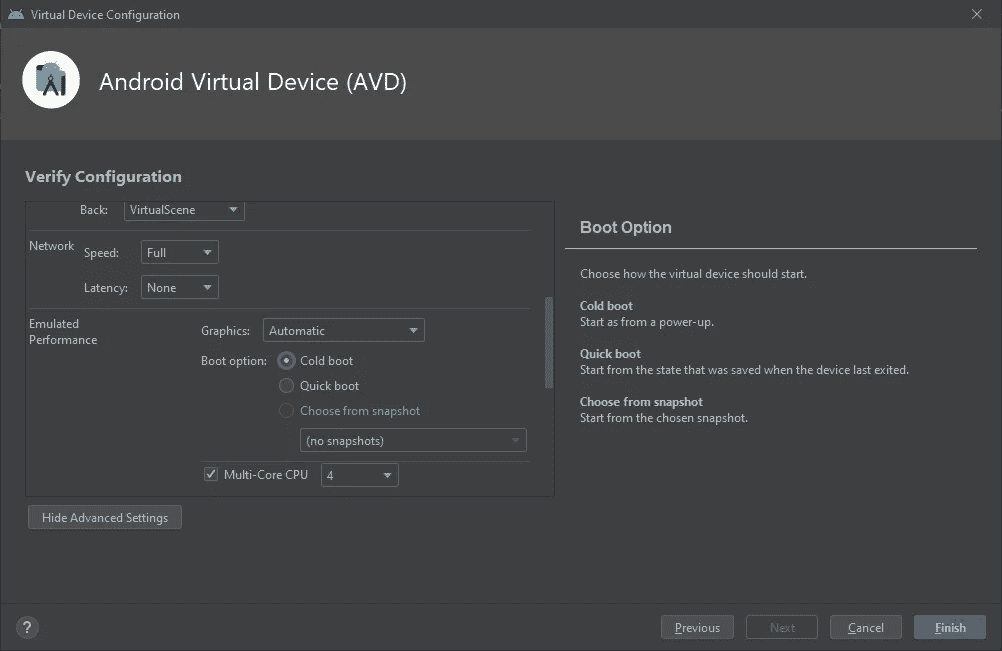 Virtual Device Configuration
Android Virtual Device (AVD)
Verify Configuration
Back: VirtualScene
Network Speed: Full
Latency: None
Emulated Performance
Graphics: Automatic
Boot option: Cold boot
Quick boot
Choose from snapshot
(no snapshots)
Multi-Core CPU 4
Hide Advanced Settings
Boot Option
Choose how the virtual device should start.
Cold boot
Start as from a power-up.
Quick boot
Start from the state that was saved when the device last exited.
Choose from snapshot
Start from the chosen snapshot.
?
Previous
Next
Cancel
Finish